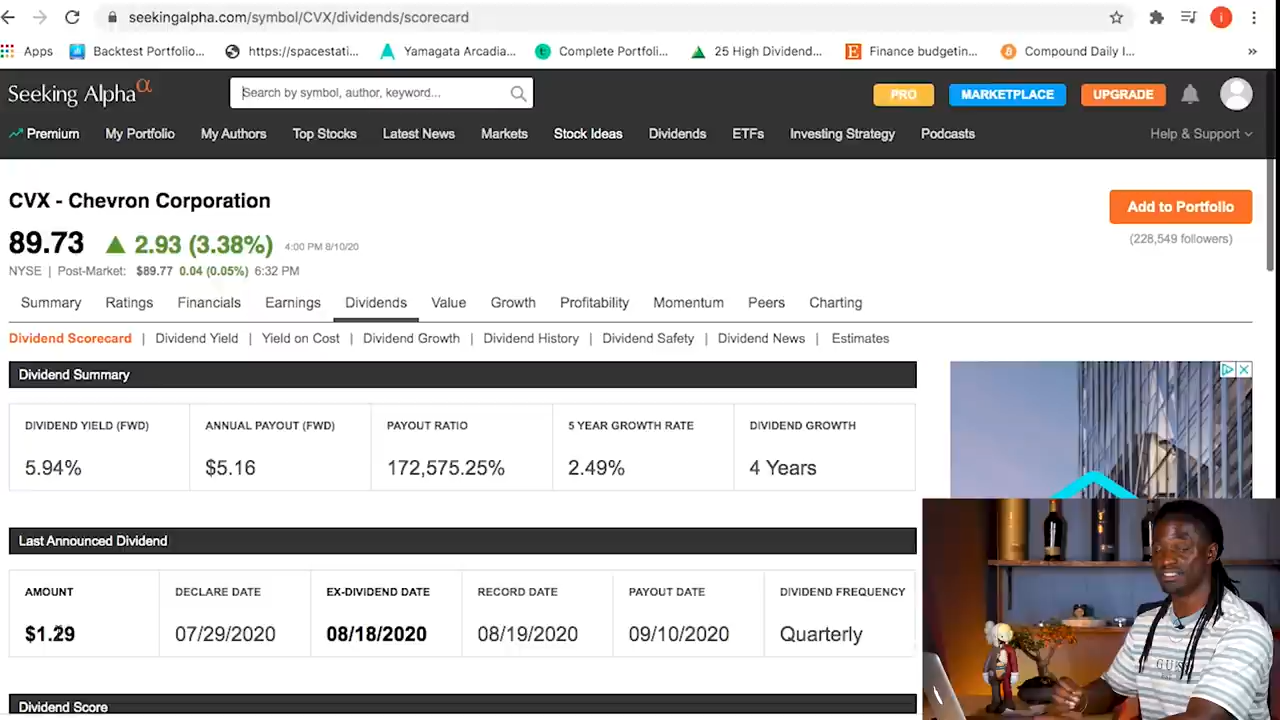 seekingalpha.com/symbol/CVX/dividends/scorecard
Apps Backtest Portfolio... https://spacestati... Yamagata Arcadia... Complete Portfoli... 25 High Dividend... Finance budgetin... Compound Daily I... »
Seeking Alpha α Search by symbol, author, keyword... PRO MARKETPLACE UPGRADE
Premium My Portfolio My Authors Top Stocks Latest News Markets Stock Ideas Dividends ETFs Investing Strategy Podcasts Help & Support
CVX - Chevron Corporation
Add to Portfolio
89.73 2.93 (3.38%) 4:00 PM 8/10/20
(228,549 followers)
NYSE | Post-Market: $89.77 0.04 (0.05%) 6:32 PM
Summary Ratings Financials Earnings Dividends Value Growth Profitability Momentum Peers Charting
Dividend Scorecard | Dividend Yield | Yield on Cost | Dividend Growth | Dividend History | Dividend Safety | Dividend News | Estimates
Dividend Summary
DIVIDEND YIELD (FWD) ANNUAL PAYOUT (FWD) PAYOUT RATIO 5 YEAR GROWTH RATE DIVIDEND GROWTH
5.94% $5.16 172,575.25% 2.49% 4 Years
Last Announced Dividend
AMOUNT DECLARE DATE EX-DIVIDEND DATE RECORD DATE PAYOUT DATE DIVIDEND FREQUENCY
$1.29 07/29/2020 08/18/2020 08/19/2020 09/10/2020 Quarterly
Dividend Score